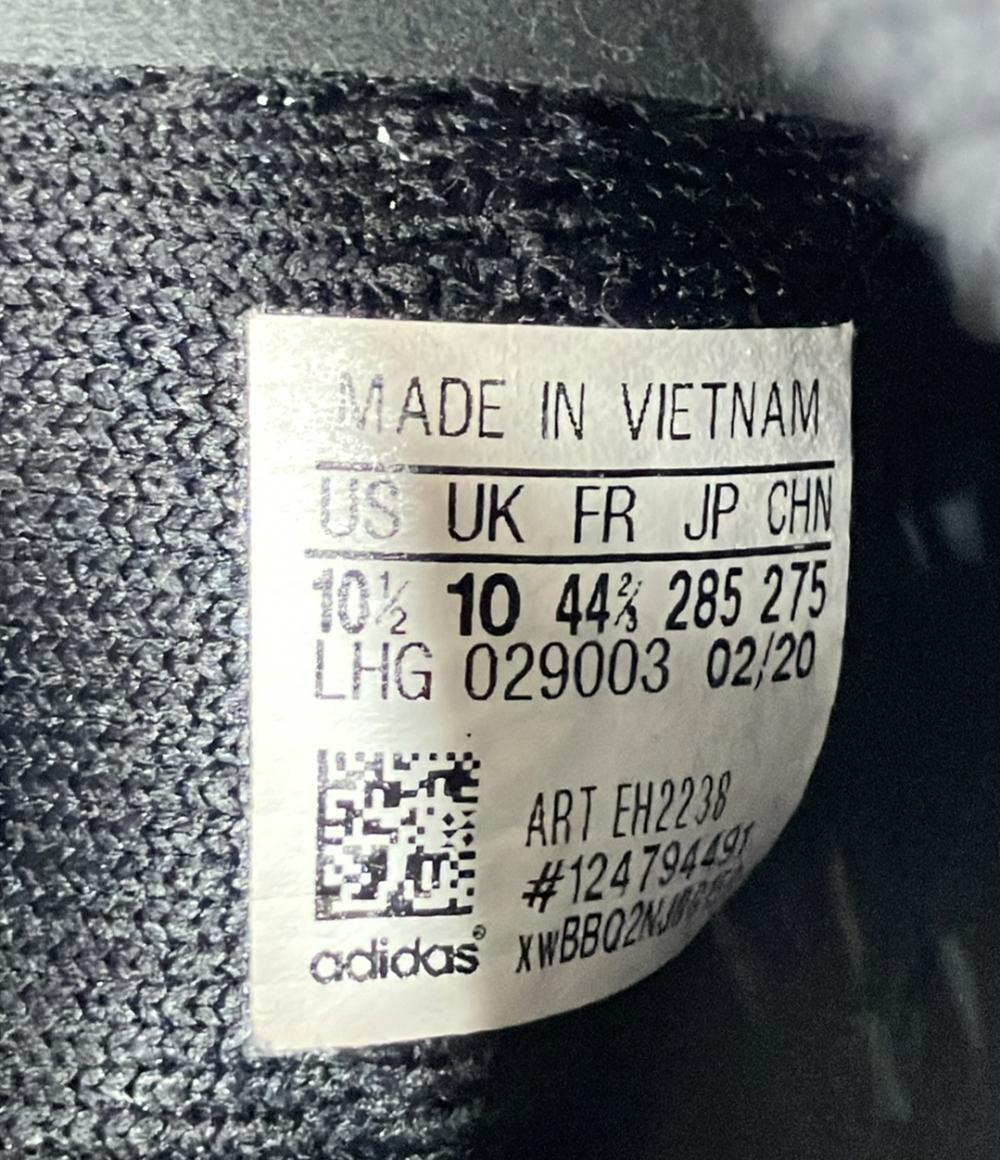 MADE IN VIETNAM
US UK FR JP CHN
10½ 10 44⅔ 285 275
LHG 029003 02/20
ART EH2238
#124794491
adidas®